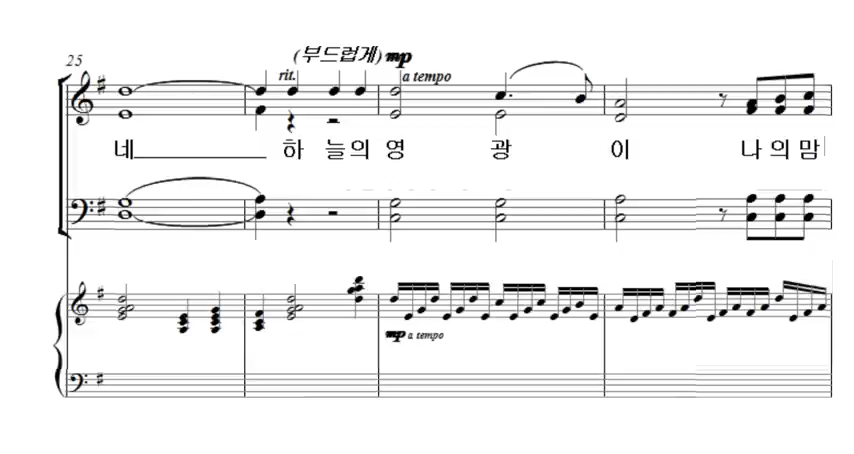 25
(부드럽게) mp
rit. a tempo
네 하 늘의 영 광 이 나 의 맘
mp a tempo